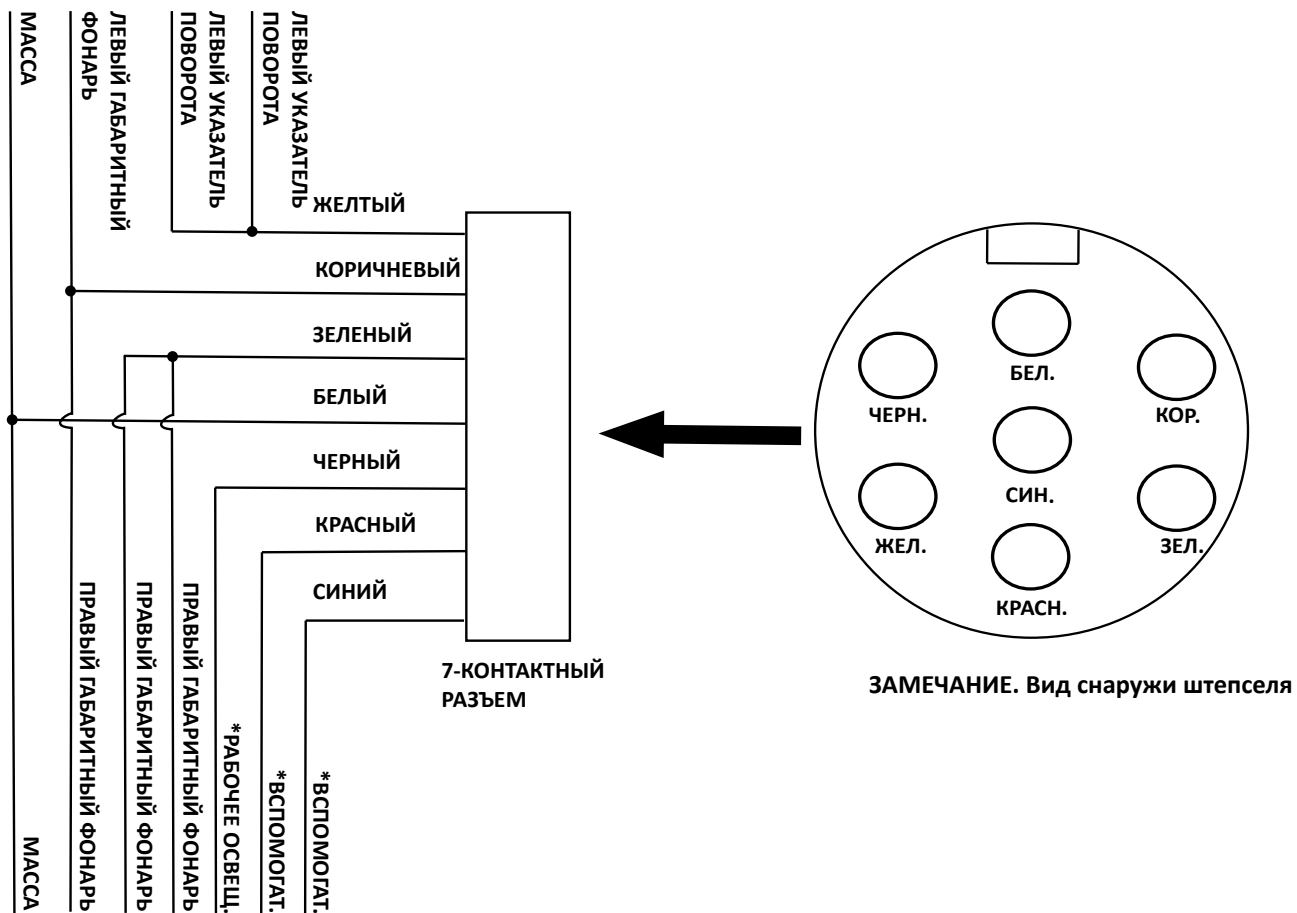 МАССА
ЛЕВЫЙ ГАБАРИТНЫЙ
ФОНАРЬ
ЛЕВЫЙ УКАЗАТЕЛЬ
ПОВОРОТА
ЛЕВЫЙ УКАЗАТЕЛЬ
ПОВОРОТА
ЖЕЛТЫЙ
КОРИЧНЕВЫЙ
ЗЕЛЕНЫЙ
БЕЛЫЙ
ЧЕРНЫЙ
КРАСНЫЙ
СИНИЙ
7-КОНТАКТНЫЙ
РАЗЪЕМ
МАССА
ПРАВЫЙ ГАБАРИТНЫЙ ФОНАРЬ
ПРАВЫЙ ГАБАРИТНЫЙ ФОНАРЬ
ПРАВЫЙ ГАБАРИТНЫЙ ФОНАРЬ
*РАБОЧЕЕ ОСВЕЩ.
*ВСПОМОГАТ.
*ВСПОМОГАТ.
БЕЛ.
ЧЕРН.
КОР.
СИН.
ЖЕЛ.
ЗЕЛ.
КРАСН.
ЗАМЕЧАНИЕ. Вид снаружи штепселя